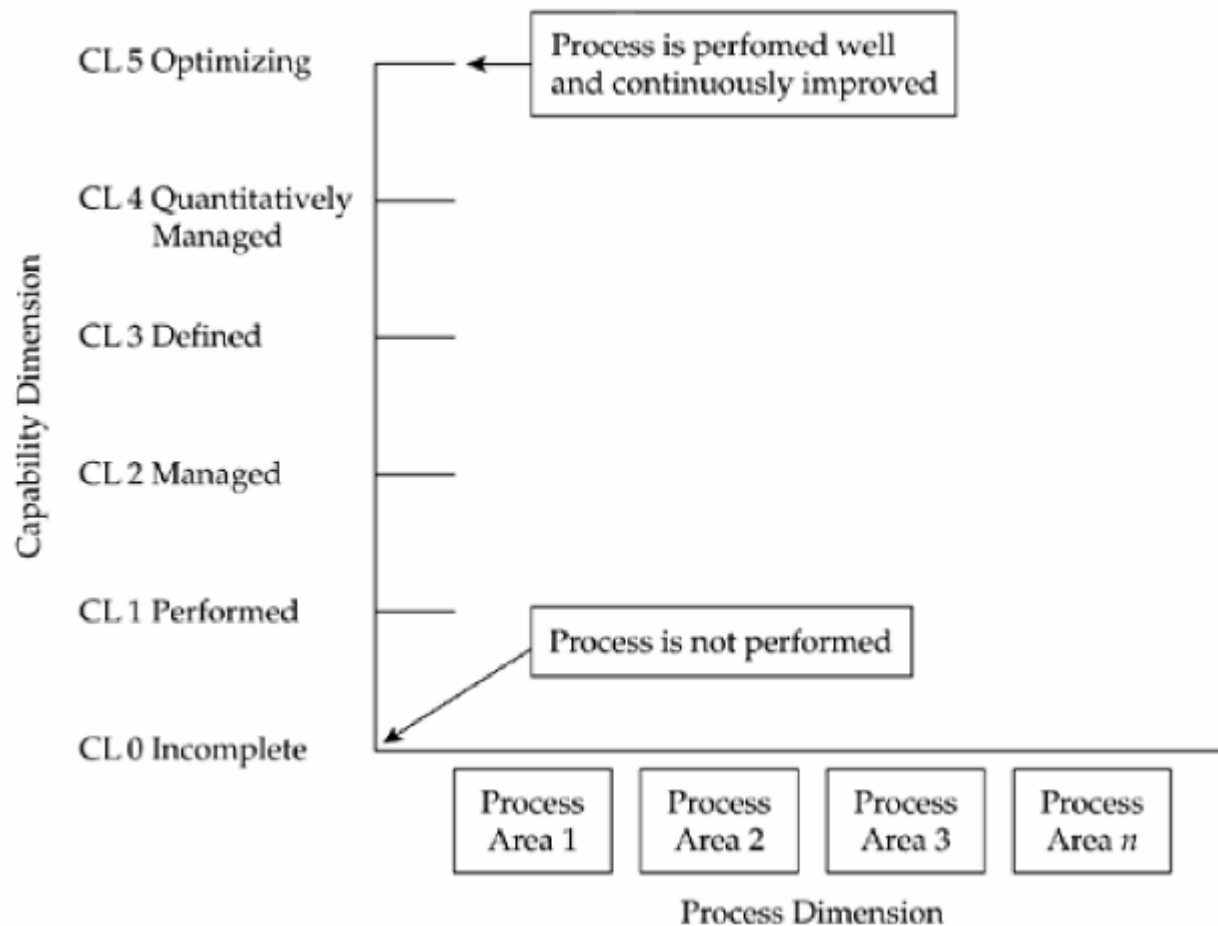 CL 5 Optimizing
Process is perfomed well
and continuously improved
CL 4 Quantitatively
Managed
CL 3 Defined
Capability Dimension
CL 2 Managed
CL 1 Performed
Process is not performed
CL 0 Incomplete
Process
Area 1
Process
Area 2
Process
Area 3
Process
Area n
Process Dimension